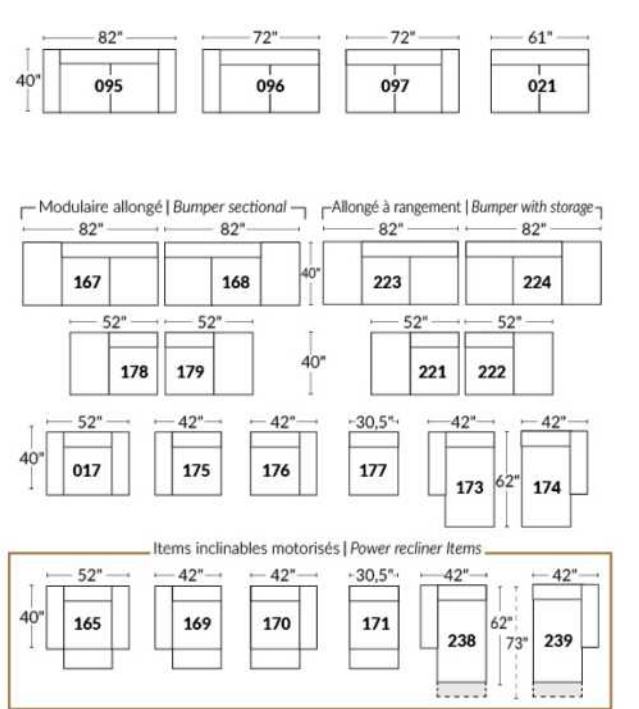 82" 72" 72" 61"
40" 095 096 097 021
Modulaire allongé | Bumper sectional Allongé à rangement | Bumper with storage
82" 82" 82" 82"
167 168 40" 223 224
52" 52" 52" 52"
178 179 40" 221 222
52" 42" 42" 30,5" 42" 42"
40" 017 175 176 177 173 62" 174
Items inclinables motorisés | Power recliner Items
52" 42" 42" 30,5" 42" 42"
40" 165 169 170 171 238 62" 73" 239